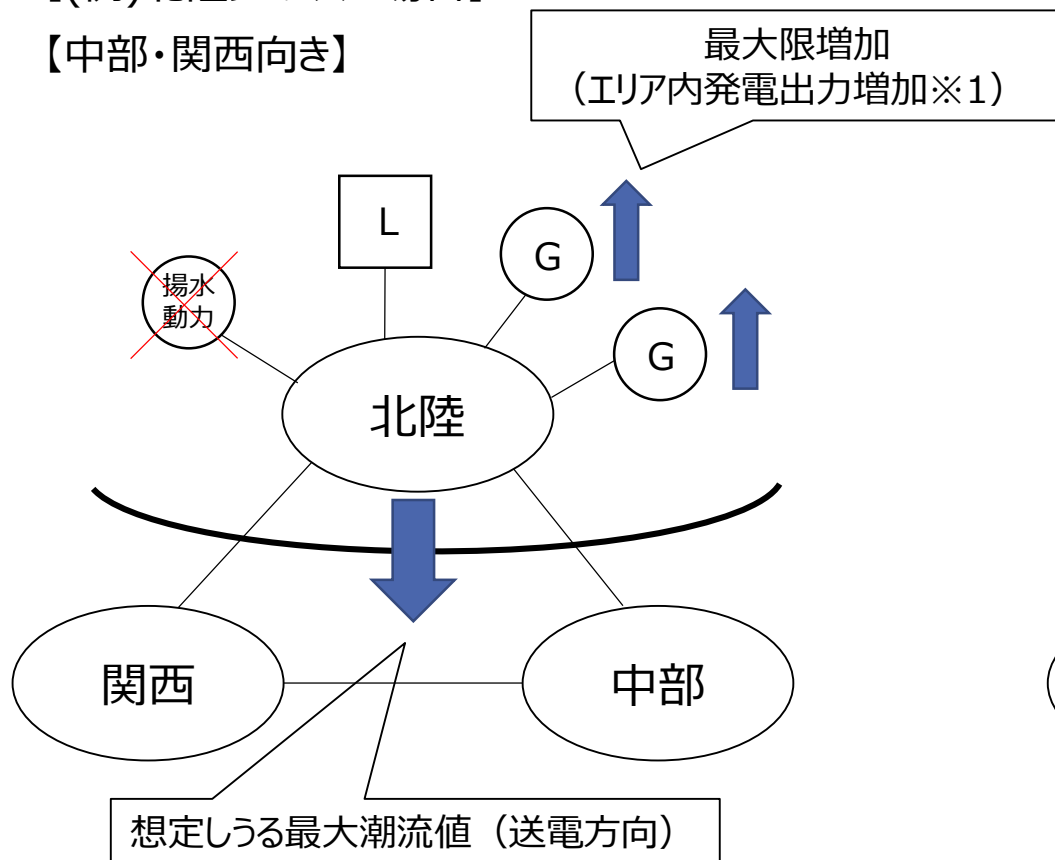 【中部・関西向き】
最大限増加
（エリア内発電出力増加※1）
L
G
揚水
動力
G
北陸
関西
中部
想定しうる最大潮流値（送電方向）